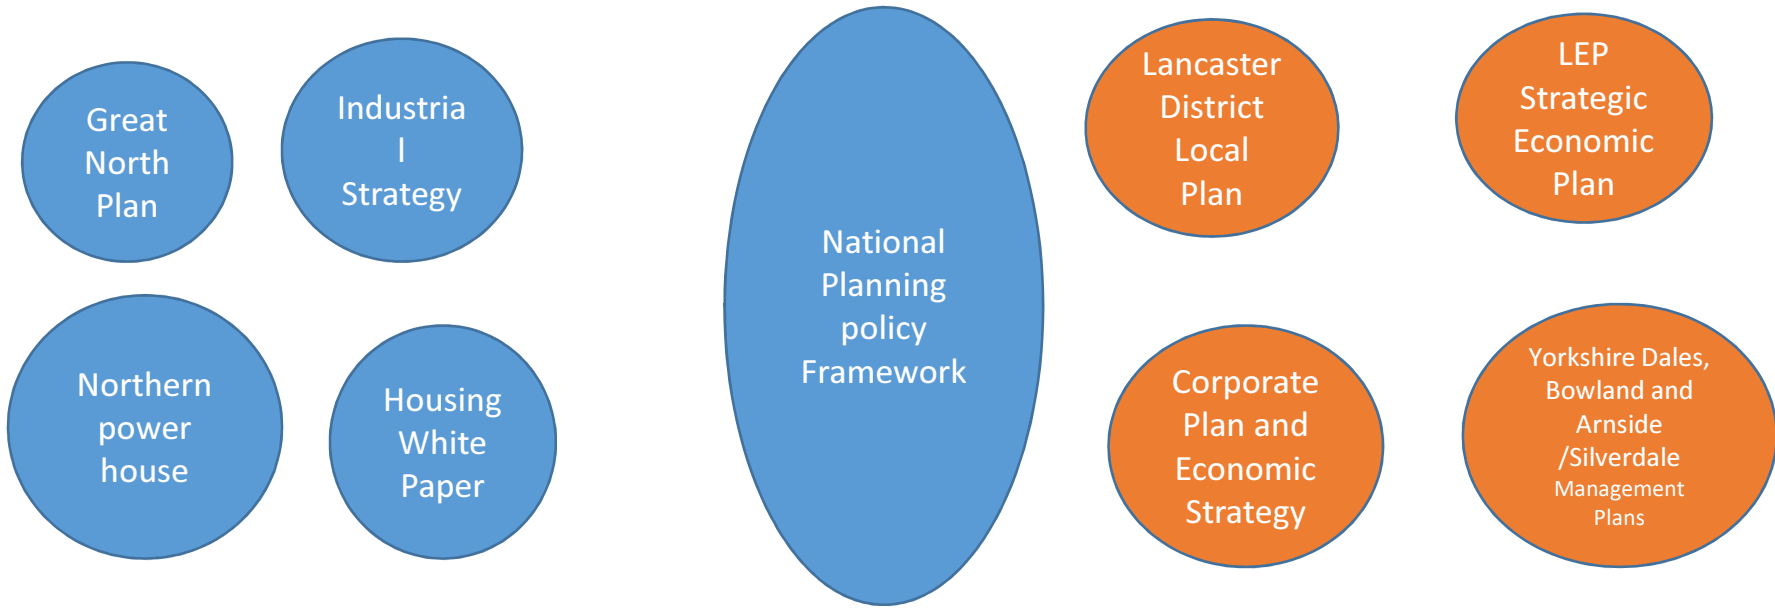 Great
North
Plan
Industria
l
Strategy
Northern
power
house
Housing
White
Paper
National
Planning
policy
Framework
Lancaster
District
Local
Plan
LEP
Strategic
Economic
Plan
Corporate
Plan and
Economic
Strategy
Yorkshire Dales,
Bowland and
Arnside
/Silverdale
Management
Plans